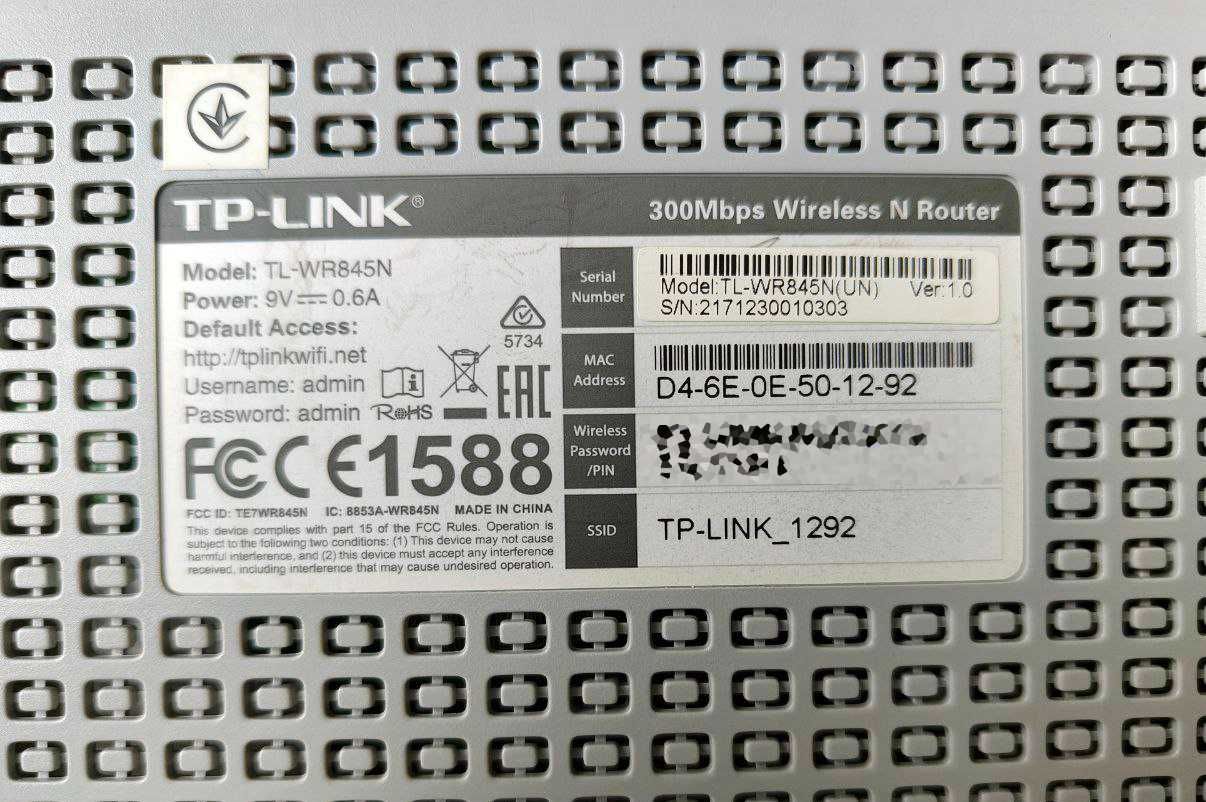 TP-LINK®
300Mbps Wireless N Router
Model: TL-WR845N
Power: 9V⎓0.6A
Default Access:
http://tplinkwifi.net
Username: admin
Password: admin
RoHS
5734
EAC
FCC CE1588
FCC ID: TE7WR845N IC: 8853A-WR845N MADE IN CHINA
This device complies with part 15 of the FCC Rules. Operation is
subject to the following two conditions: (1) This device may not cause
harmful interference, and (2) this device must accept any interference
received, including interference that may cause undesired operation.
Serial
Number
Model:TL-WR845N(UN) Ver:1.0
S/N:2171230010303
MAC
Address
D4-6E-0E-50-12-92
Wireless
Password
/PIN
SSID
TP-LINK_1292